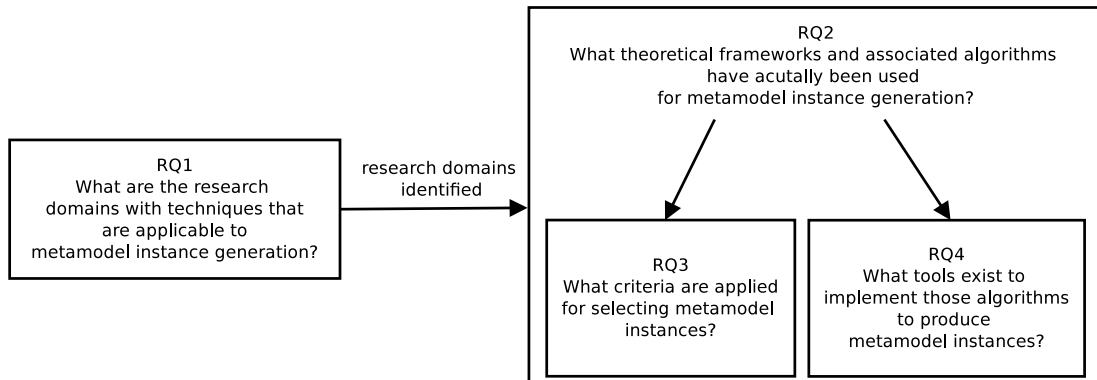 RQ1
What are the research
domains with techniques that
are applicable to
metamodel instance generation?
research domains
identified
RQ2
What theoretical frameworks and associated algorithms
have acutally been used
for metamodel instance generation?
RQ3
What criteria are applied
for selecting metamodel
instances?
RQ4
What tools exist to
implement those algorithms
to produce
metamodel instances?